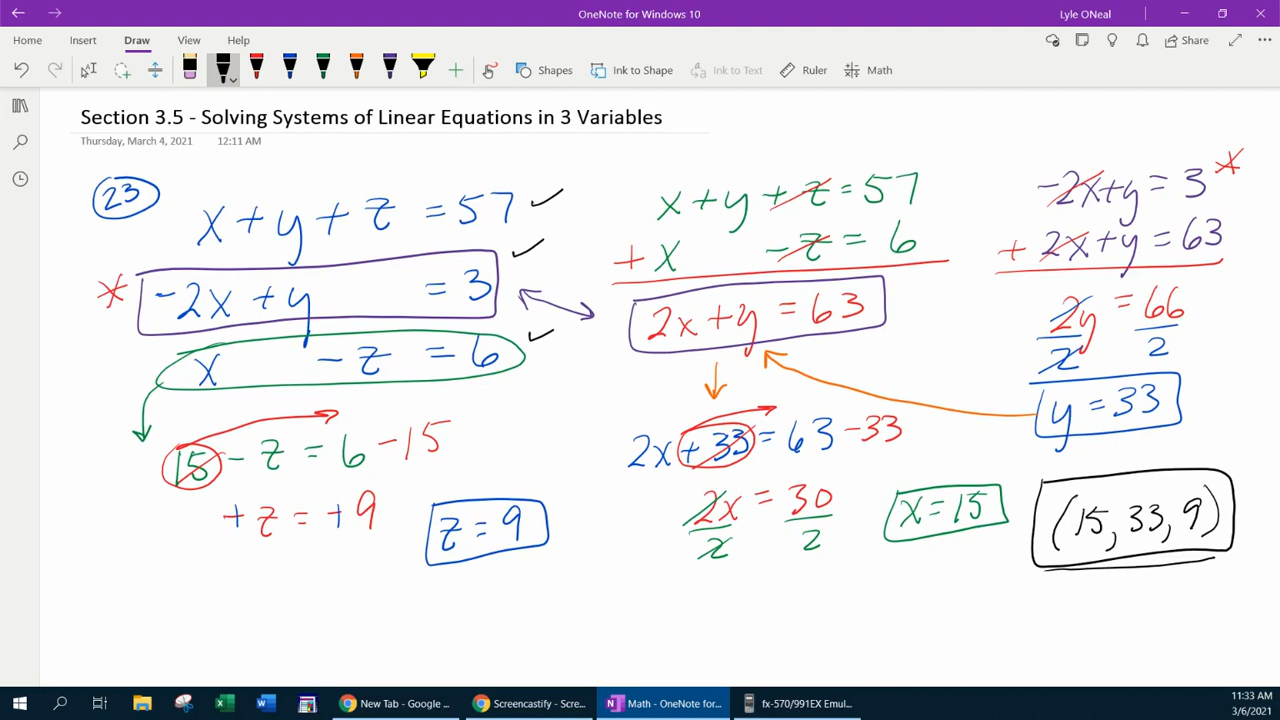 OneNote for Windows 10
Lyle ONeal
Home Insert Draw View Help
Share
Shapes Ink to Shape Ink to Text Ruler Math
Section 3.5 - Solving Systems of Linear Equations in 3 Variables
Thursday, March 4, 2021 12:11 AM
23
x + y + z = 57
* -2x + y = 3
x - z = 6
15 - z = 6 - 15
+ z = + 9
z = 9
x + y + z = 57
+ x - z = 6
2x + y = 63
2x + 33 = 63 - 33
2x = 30
2 2
x = 15
-2x + y = 3 *
+ 2x + y = 63
2y = 66
2 2
y = 33
(15, 33, 9)
New Tab - Google ...
Screencastify - Scre...
Math - OneNote for...
fx-570/991EX Emul...
11:33 AM
3/6/2021